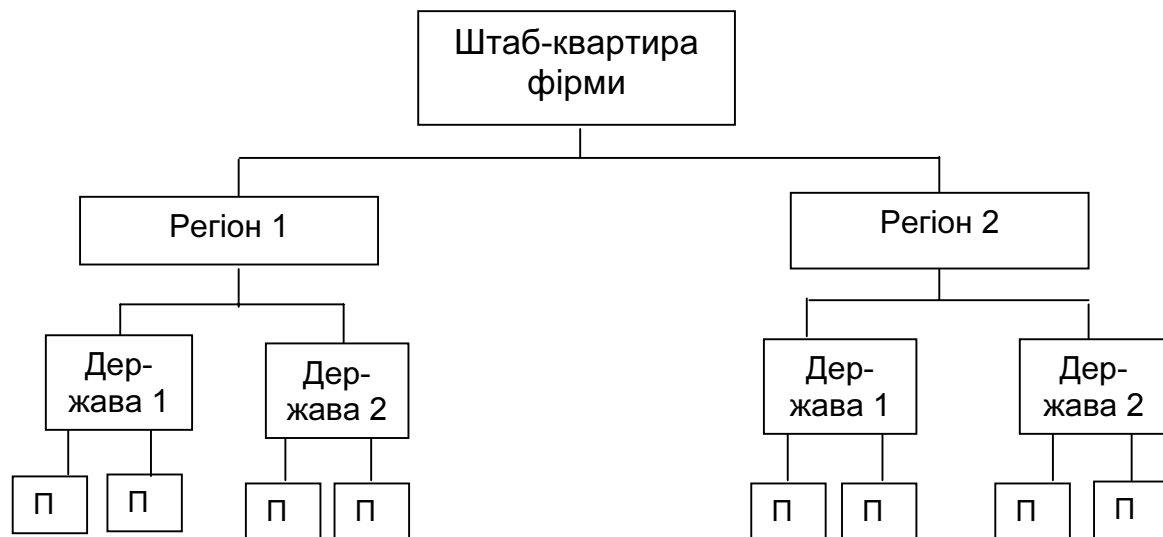 Штаб-квартира
фірми
Регіон 1
Регіон 2
Дер-
жава 1
Дер-
жава 2
Дер-
жава 1
Дер-
жава 2
П
П
П
П
П
П
П
П